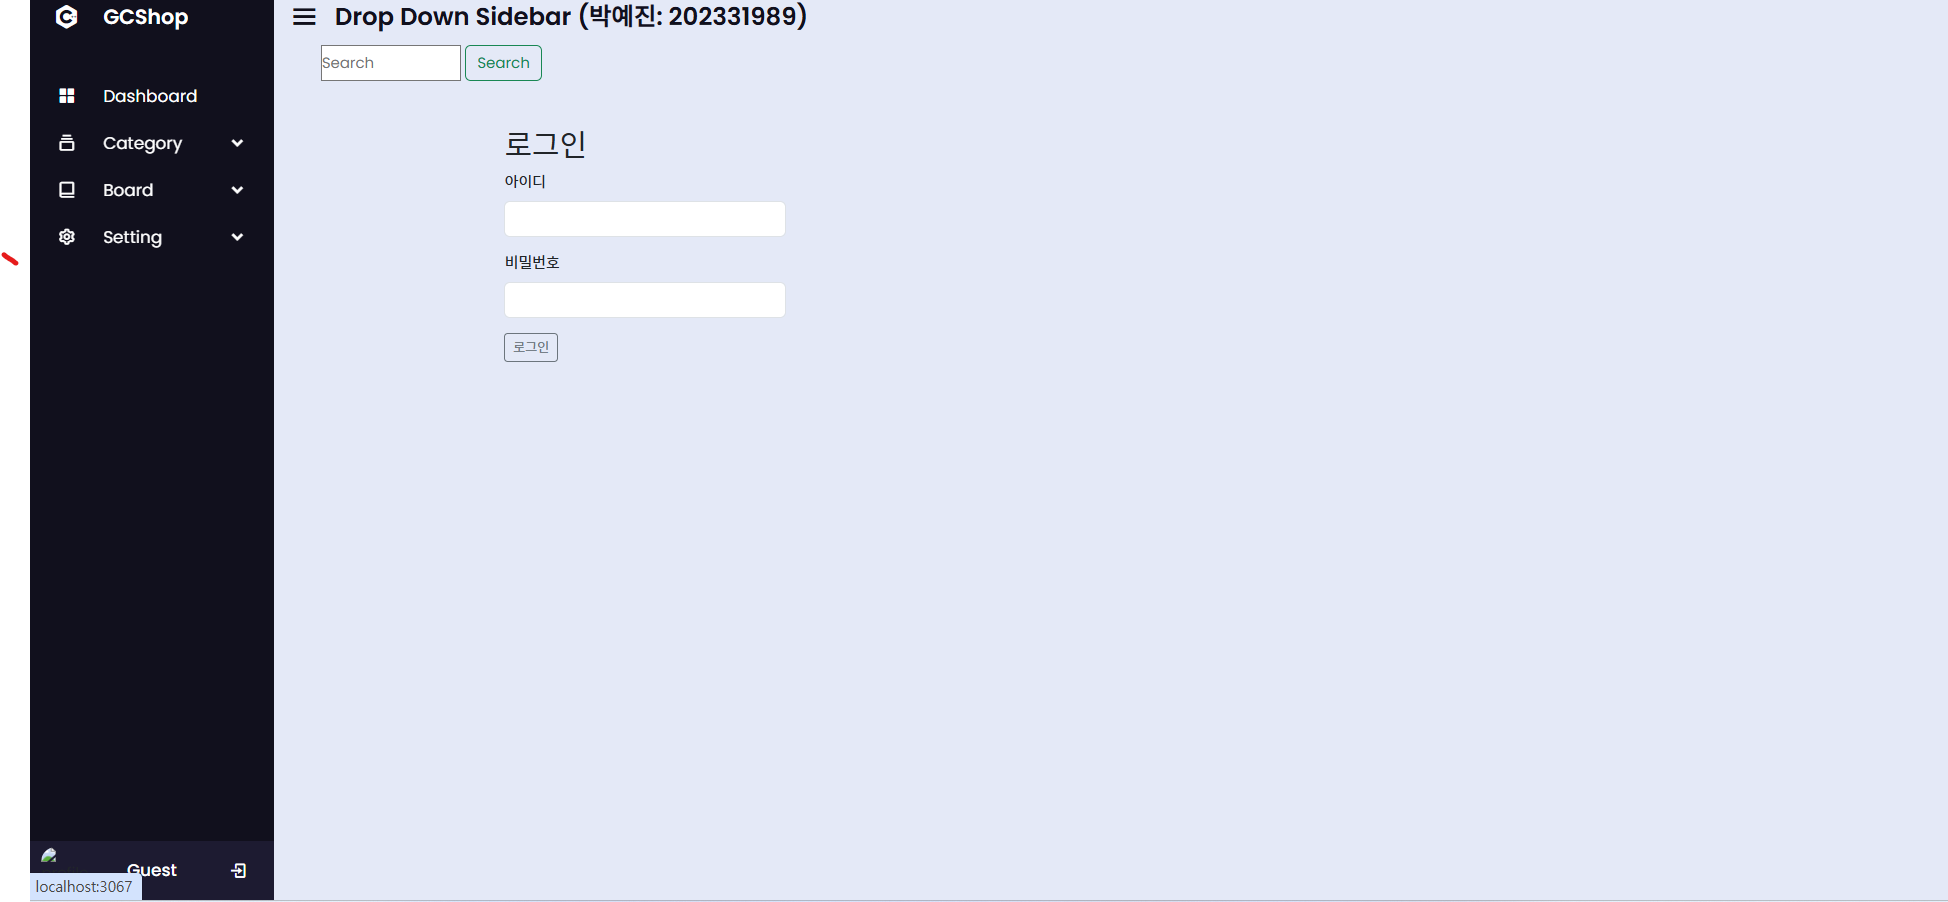 GCShop
Drop Down Sidebar (박예진: 202331989)
Search
Search
Dashboard
Category
Board
Setting
로그인
아이디
비밀번호
로그인
Guest
localhost:3067